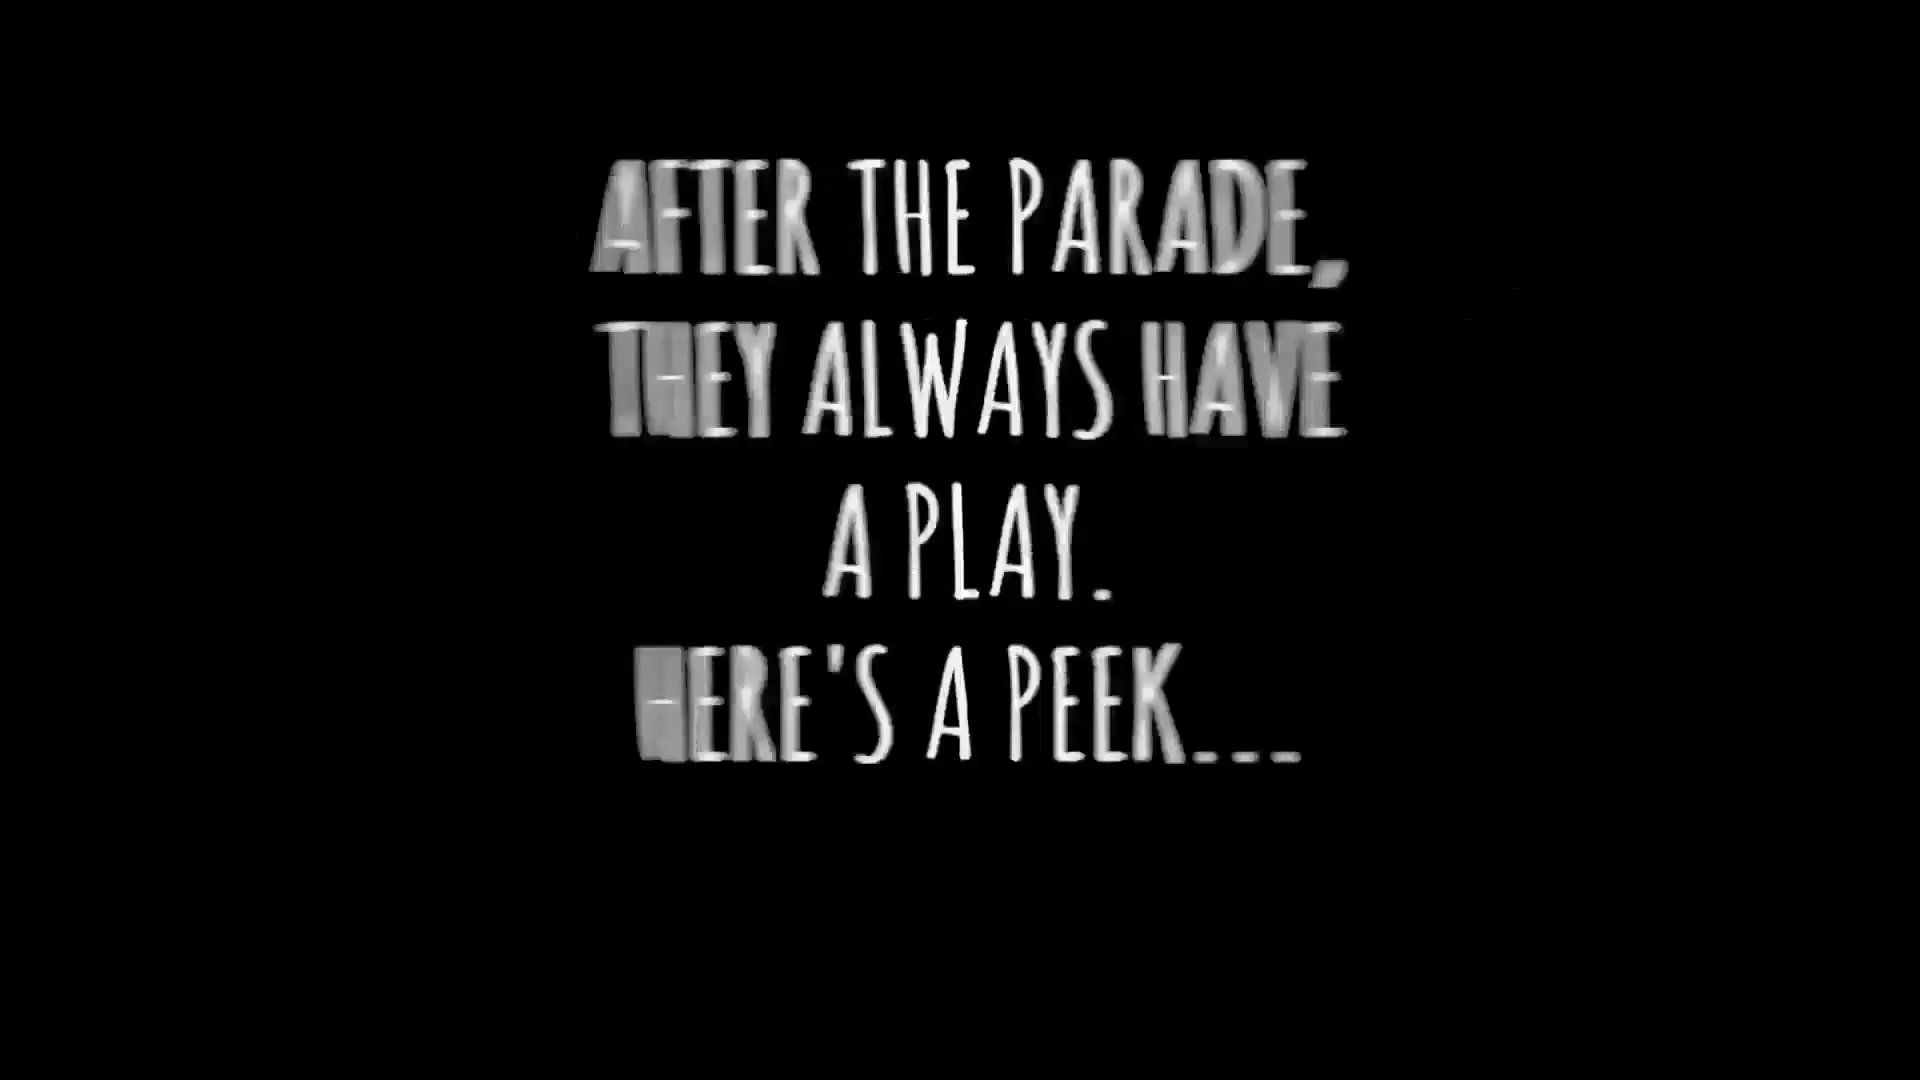 AFTER THE PARADE,
THEY ALWAYS HAVE
A PLAY.
HERE'S A PEEK...